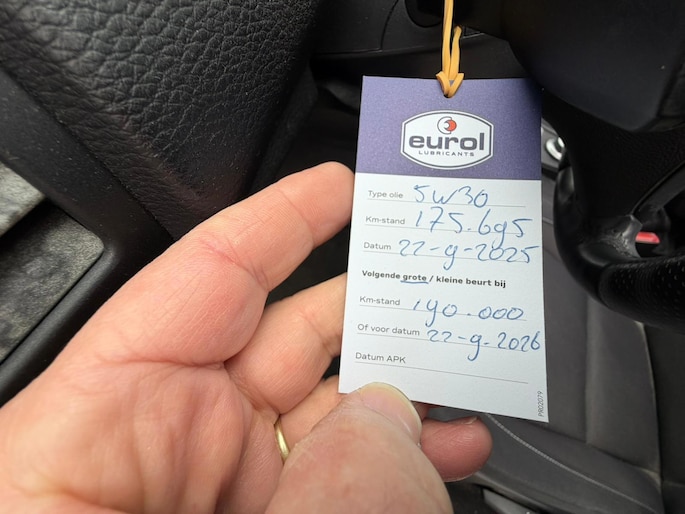 eurol
LUBRICANTS
Type olie 5W30
Km-stand 175.695
Datum 22-9-2025
Volgende grote / kleine beurt bij
Km-stand 190.000
Of voor datum 22-9-2026
Datum APK
PR02079